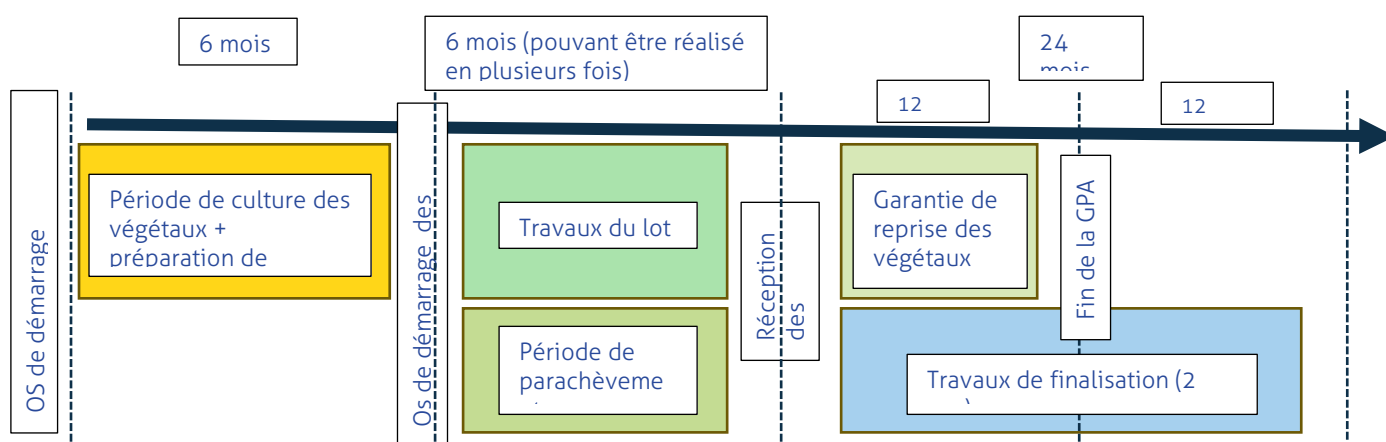 6 mois
6 mois (pouvant être réalisé
en plusieurs fois)
24
mois
12
12
OS de démarrage
Période de culture des
végétaux +
préparation de
Os de démarrage des
Travaux du lot
Période de
parachèveme
Réception
des
Garantie de
reprise des
végétaux
Fin de la GPA
Travaux de finalisation (2